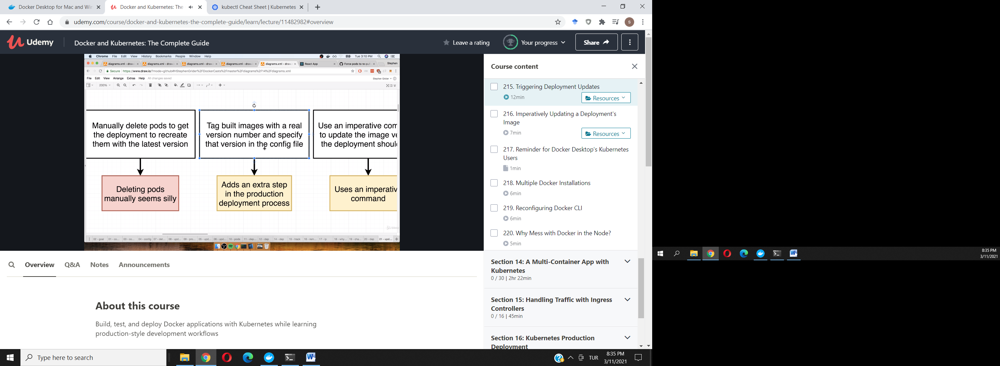 Docker Desktop for Mac and Win
Docker and Kubernetes: The
kubectl Cheat Sheet | Kubernetes
udemy.com/course/docker-and-kubernetes-the-complete-guide/learn/lecture/11482982#overview
S
Udemy
Docker and Kubernetes: The Complete Guide
Leave a rating
Your progress
Share
Chrome File Edit View History Bookmarks People Window Help
Tue 3:10 PM
diagrams.xml - draw.
diagrams.xml - draw.
diagrams.xml - draw.
diagrams.xml - draw.
diagrams.xml - draw.
React App
Force pods to re-pull
Stephen
Secure https://www.draw.io/?mode=github#HStephenGrider%2FDockerCasts%2Fmaster%2Fdiagrams%2F14%2Fdiagrams.xml
File Edit View Arrange Extras Help All changes saved
Stephen Grider
200%
Manually delete pods to get
the deployment to recreate
them with the latest version
Tag built images with a real
version number and specify
that version in the config file
Use an imperative com
to update the image ve
the deployment shoul
Deleting pods
manually seems silly
Adds an extra step
in the production
deployment process
Uses an imperativ
command
02 - goal 01 - co... 03 - co... 04 - config 07 - det... 08 - upd... 09 - pro... 05 - upd... 06 - upd... 10 - pods 11 - dep... 12 - dep 14 - dep 15 - track 16 - rem... 17 - ip 18 - why... 19 - cha... 20 - dep 21 - upd...
Course content
215. Triggering Deployment Updates
12min
Resources
216. Imperatively Updating a Deployment's
Image
7min
Resources
217. Reminder for Docker Desktop's Kubernetes
Users
1min
218. Multiple Docker Installations
6min
219. Reconfiguring Docker CLI
6min
220. Why Mess with Docker in the Node?
5min
Section 14: A Multi-Container App with
Kubernetes
0 / 30 | 2hr 22min
Section 15: Handling Traffic with Ingress
Controllers
0 / 16 | 45min
Section 16: Kubernetes Production
Deployment
Overview
Q&A
Notes
Announcements
About this course
Build, test, and deploy Docker applications with Kubernetes while learning
production-style development workflows
Type here to search
TUR
8:35 PM
3/11/2021
8:35 PM
3/11/2021